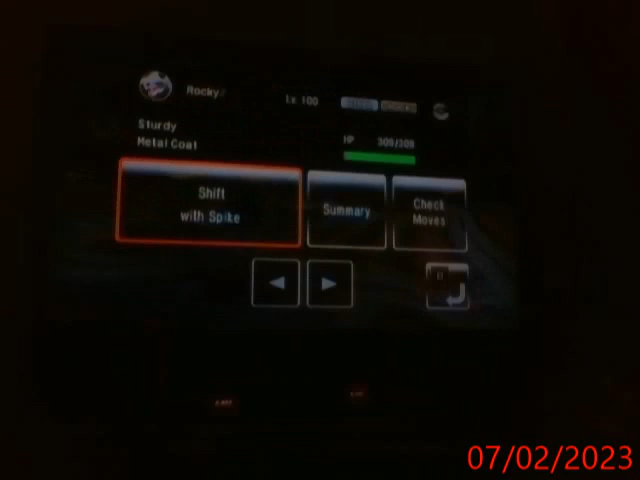 Rocky
Lv 100
Sturdy
Metal Coat
HP 309/309
Shift
with Spike
Summary
Check
Moves
B
07/02/2023